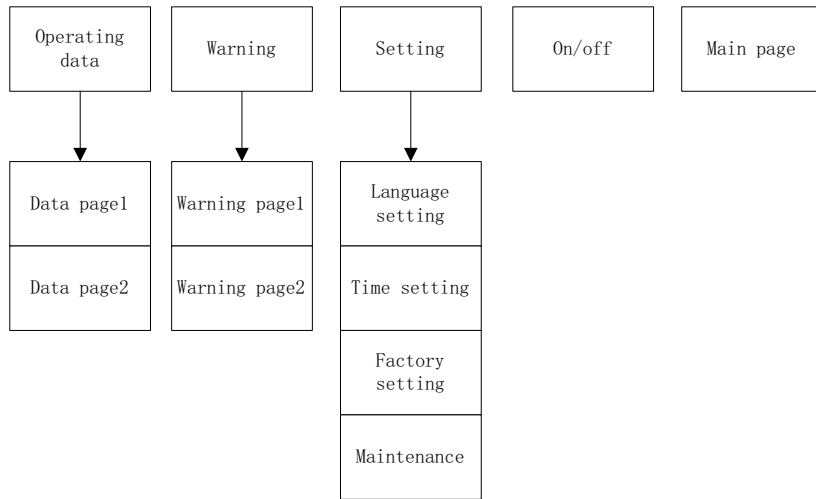 Operating
data
Warning
Setting
On/off
Main page
Data page1
Warning page1
Language
setting
Data page2
Warning page2
Time setting
Factory
setting
Maintenance